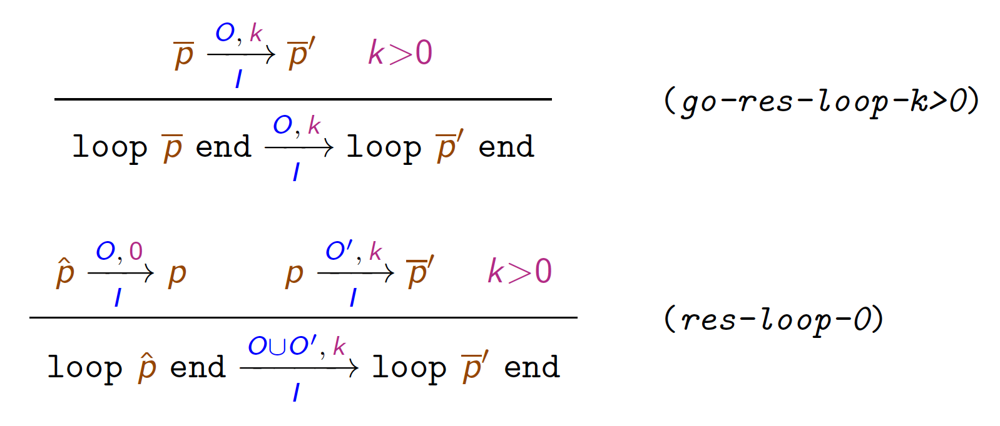 p̅ —O, k→ p̅′ k>0
I
(go-res-loop-k>0)
loop p̅ end —O, k→ loop p̅′ end
I
p̂ —O, 0→ p p —O′, k→ p̅′ k>0
I I
(res-loop-0)
loop p̂ end —O∪O′, k→ loop p̅′ end
I